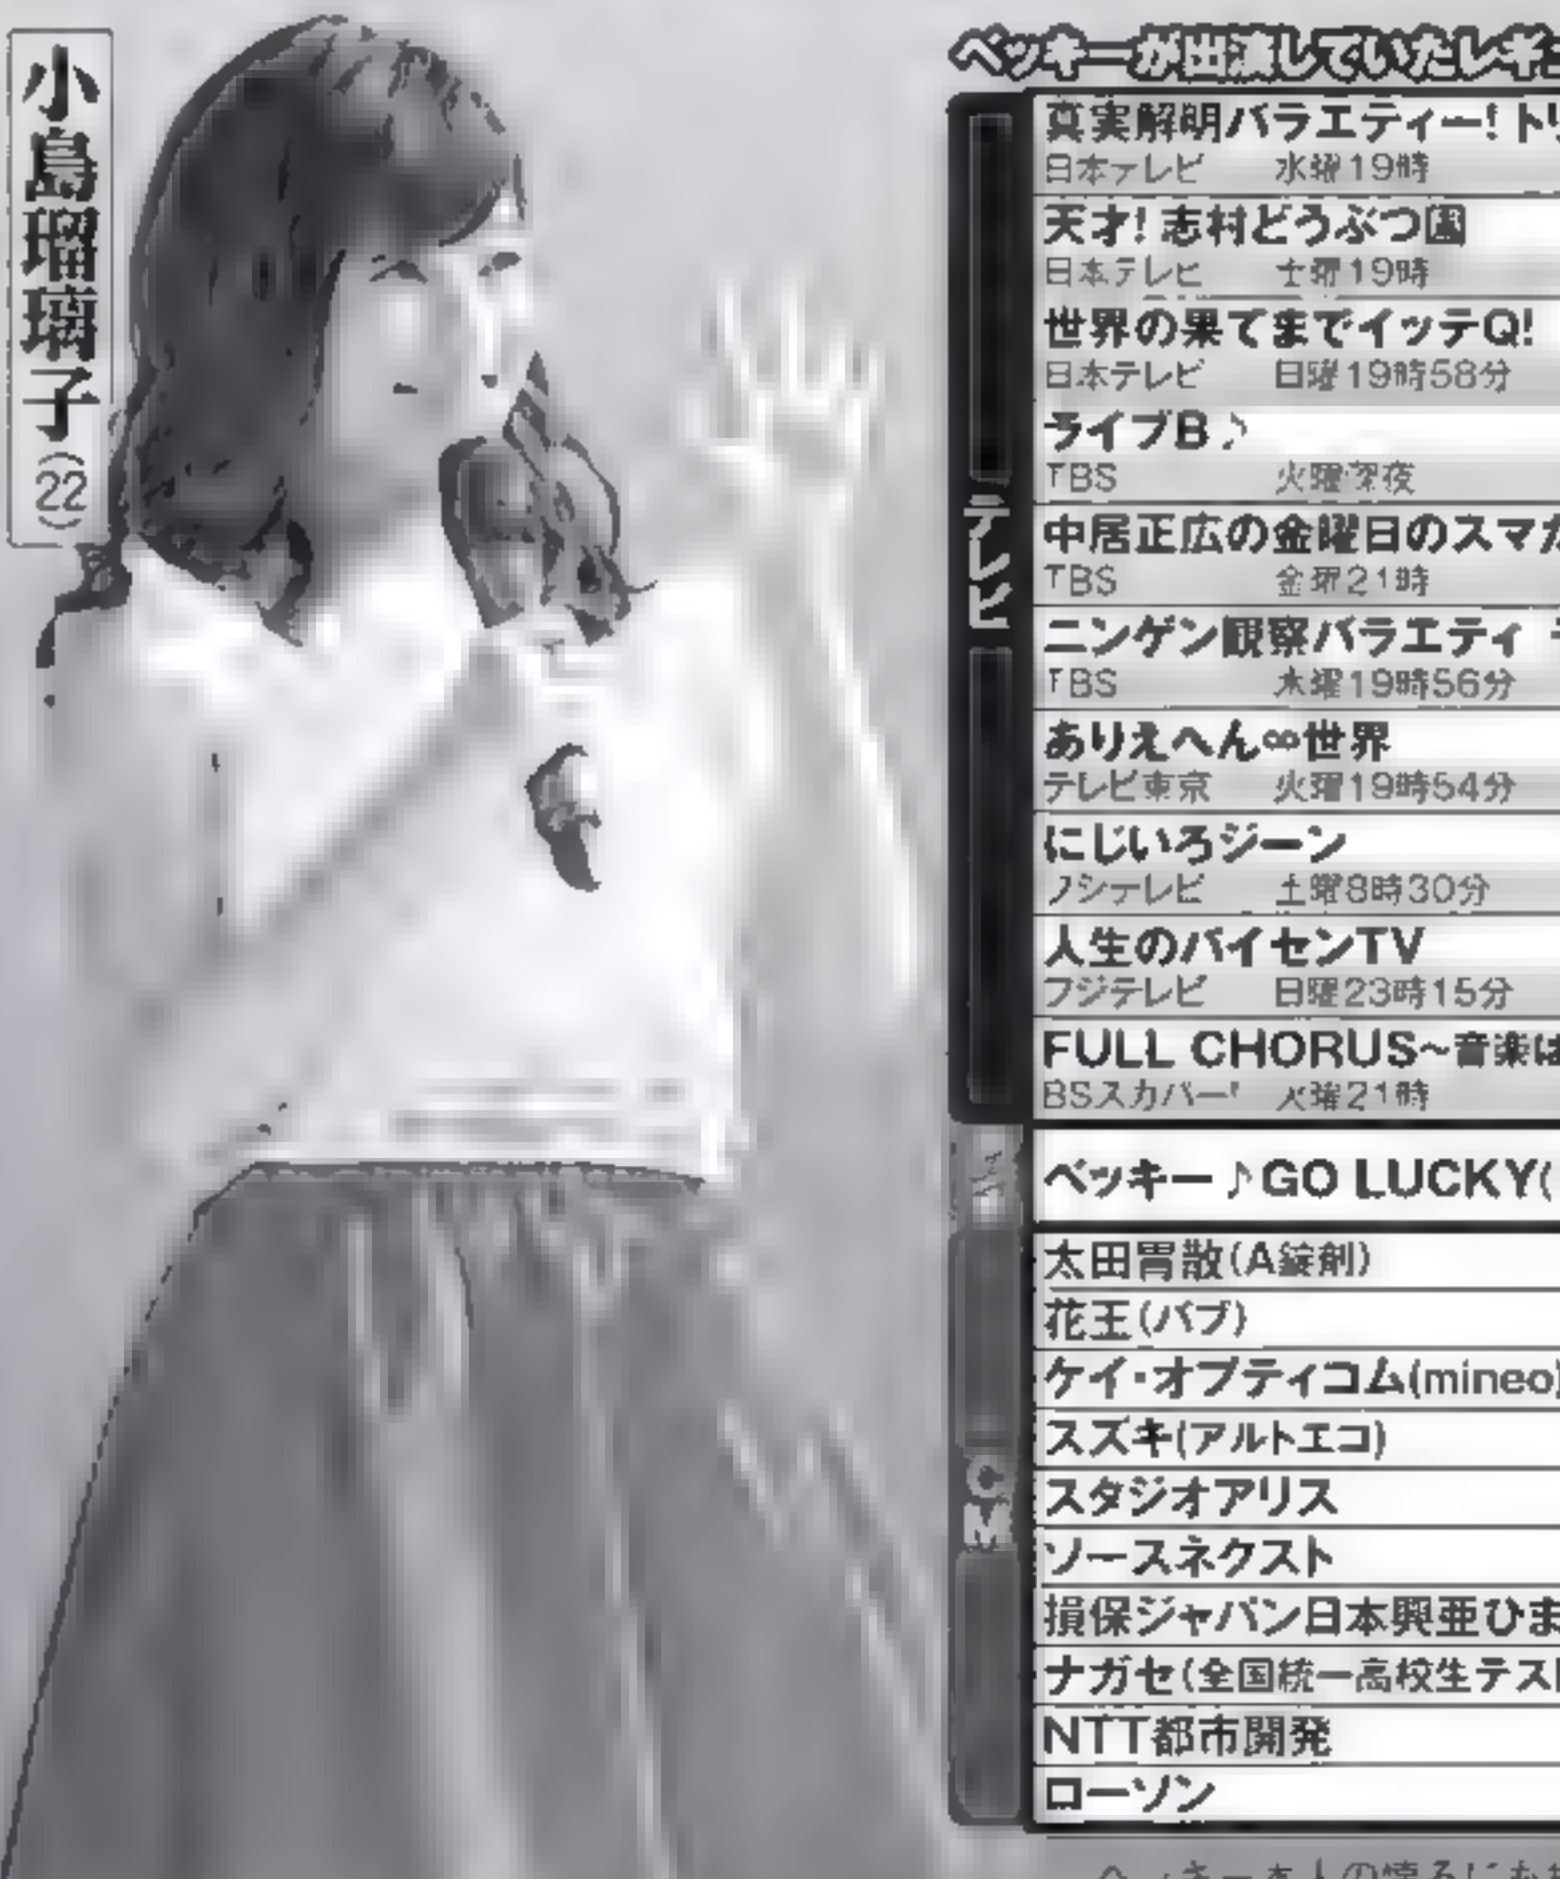 小島瑠璃子(22)
ベッキーが出演していたレギュ
真実解明バラエティー!トリ
日本テレビ 水曜19時
天才!志村どうぶつ園
日本テレビ 土曜19時
世界の果てまでイッテQ!
日本テレビ 日曜19時58分
ライブB♪
TBS 火曜深夜
中居正広の金曜日のスマ
TBS 金曜21時
ニンゲン観察バラエティ
TBS 木曜19時56分
ありえへん∞世界
テレビ東京 火曜19時54分
にじいろジーン
フジテレビ 土曜8時30分
人生のパイセンTV
フジテレビ 日曜23時15分
FULL CHORUS~音楽は
BSスカパー! 火曜21時
テレビ
ベッキー♪GO LUCKY(
太田胃散(A錠剤)
花王(バブ)
ケイ・オプティコム(mineo)
スズキ(アルトエコ)
スタジオアリス
ソースネクスト
損保ジャパン日本興亜ひま
ナガセ(全国統一高校生テスト
NTT都市開発
ローソン
CM